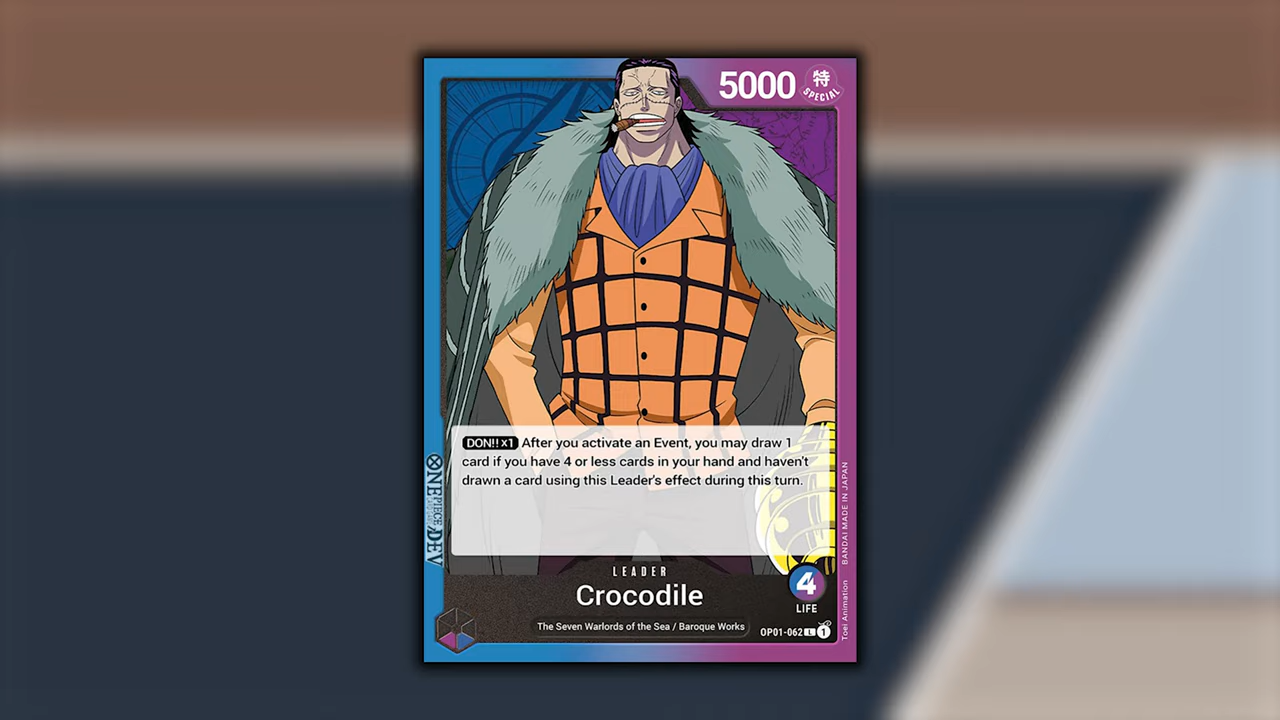 5000 特
SPECIAL
DON!!×1 After you activate an Event, you may draw 1
card if you have 4 or less cards in your hand and haven't
drawn a card using this Leader's effect during this turn.
ONE PIECE.DEV
LEADER
Crocodile
4
LIFE
The Seven Warlords of the Sea / Baroque Works
OP01-062 L 1
Toei Animation BANDAI MADE IN JAPAN